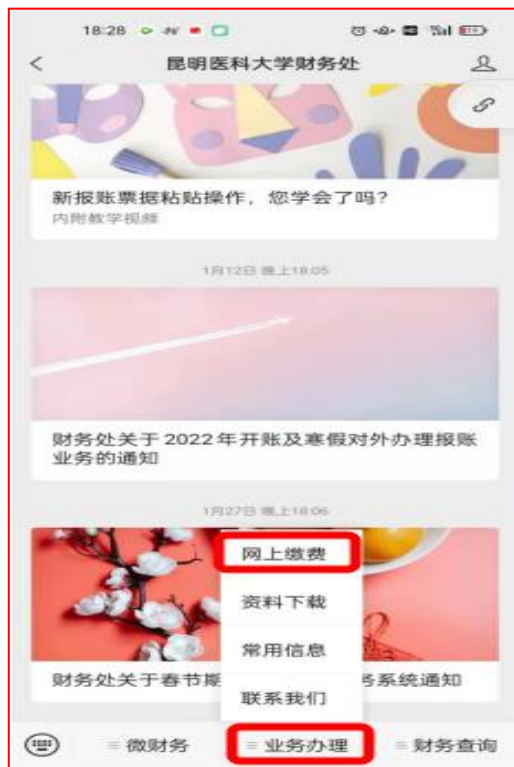 18:28
昆明医科大学财务处
新报账票据粘贴操作，您学会了吗？
内附教学视频
1月12日 晚上18:05
财务处关于2022年开账及寒假对外办理报账
业务的通知
1月27日 晚上18:06
网上缴费
资料下载
常用信息
联系我们
财务处关于春节期
务系统通知
微财务
业务办理
财务查询